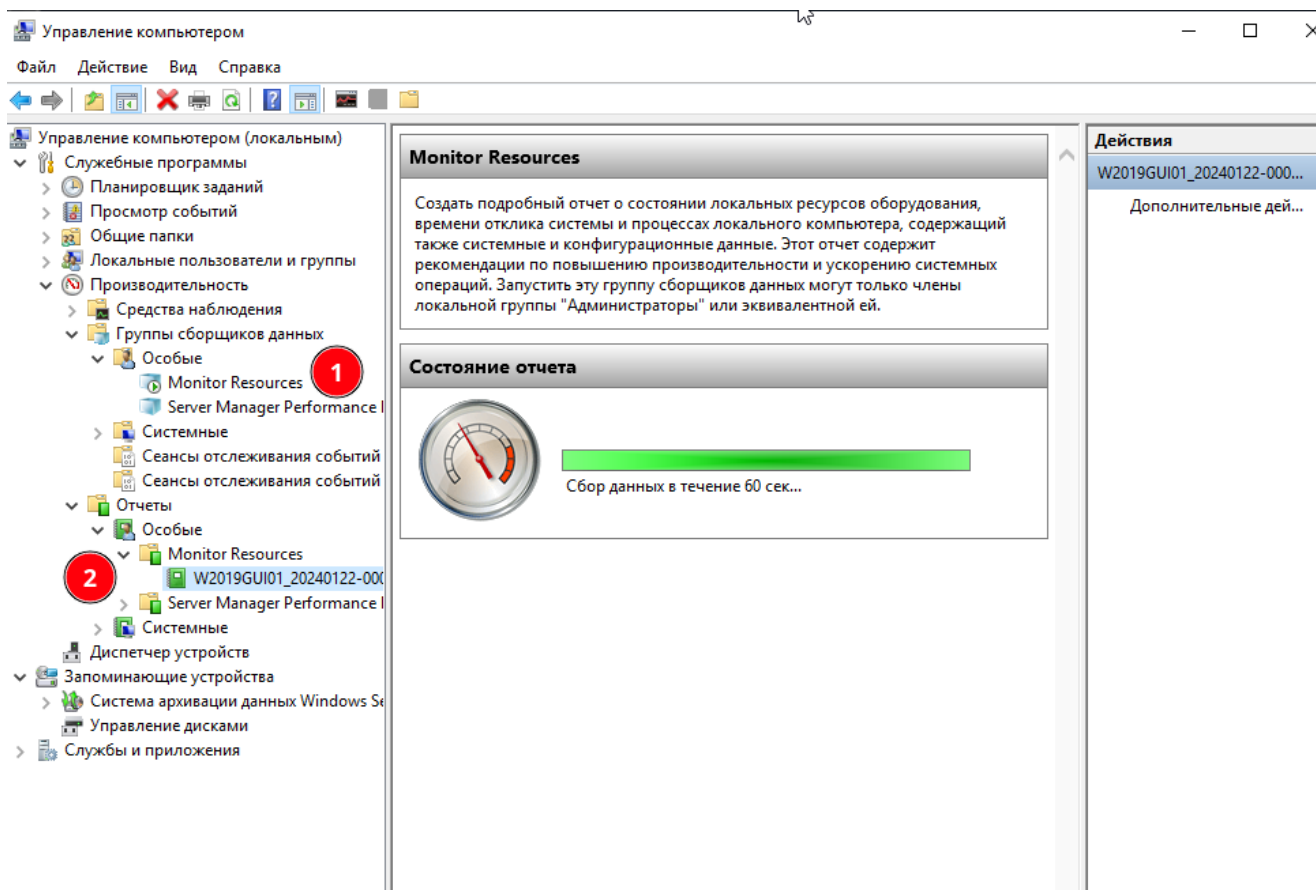 Управление компьютером
Файл Действие Вид Справка
Управление компьютером (локальным)
Служебные программы
Планировщик заданий
Просмотр событий
Общие папки
Локальные пользователи и группы
Производительность
Средства наблюдения
Группы сборщиков данных
Особые
Monitor Resources
1
Server Manager Performance
Системные
Сеансы отслеживания событий
Сеансы отслеживания событий
Отчеты
Особые
Monitor Resources
2
W2019GUI01_20240122-000
Server Manager Performance
Системные
Диспетчер устройств
Запоминающие устройства
Система архивации данных Windows Se
Управление дисками
Службы и приложения
Monitor Resources
Создать подробный отчет о состоянии локальных ресурсов оборудования,
времени отклика системы и процессах локального компьютера, содержащий
также системные и конфигурационные данные. Этот отчет содержит
рекомендации по повышению производительности и ускорению системных
операций. Запустить эту группу сборщиков данных могут только члены
локальной группы "Администраторы" или эквивалентной ей.
Состояние отчета
Сбор данных в течение 60 сек...
Действия
W2019GUI01_20240122-000...
Дополнительные дей...